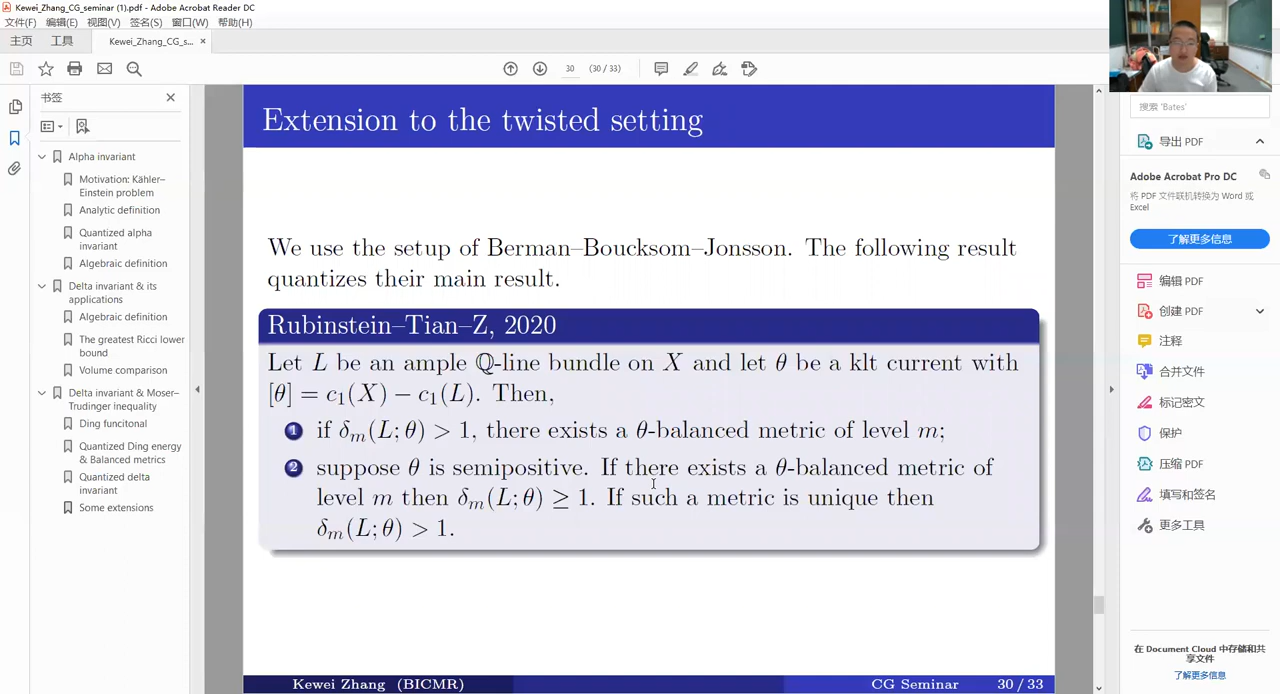 Kewei_Zhang_CG_seminar (1).pdf - Adobe Acrobat Reader DC
文件(F) 编辑(E) 视图(V) 签名(S) 窗口(W) 帮助(H)
主页 工具 Kewei_Zhang_CG_s... ×
30 (30 / 33)
书签
Alpha invariant
Motivation: Kähler–
Einstein problem
Analytic definition
Quantized alpha
invariant
Algebraic definition
Delta invariant & its
applications
Algebraic definition
The greatest Ricci lower
bound
Volume comparison
Delta invariant & Moser–
Trudinger inequality
Ding funcitonal
Quantized Ding energy
& Balanced metrics
Quantized delta
invariant
Some extensions
Extension to the twisted setting
We use the setup of Berman–Boucksom–Jonsson. The following result
quantizes their main result.
Rubinstein–Tian–Z, 2020
Let L be an ample ℚ-line bundle on X and let θ be a klt current with
[θ] = c₁(X) − c₁(L). Then,
1 if δₘ(L; θ) > 1, there exists a θ-balanced metric of level m;
2 suppose θ is semipositive. If there exists a θ-balanced metric of
level m then δₘ(L; θ) ≥ 1. If such a metric is unique then
δₘ(L; θ) > 1.
Kewei Zhang (BICMR) CG Seminar 30 / 33
搜索 'Bates'
导出 PDF
Adobe Acrobat Pro DC
将 PDF 文件联机转换为 Word 或
Excel
了解更多信息
编辑 PDF
创建 PDF
注释
合并文件
标记密文
保护
压缩 PDF
填写和签名
更多工具
在 Document Cloud 中存储和共
享文件
了解更多信息